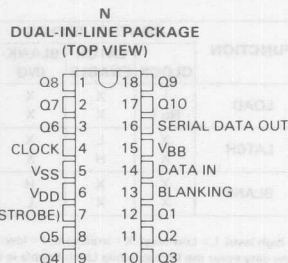 N
DUAL-IN-LINE PACKAGE
(TOP VIEW)
Q8 1 18 Q9
Q7 2 17 Q10
Q6 3 16 SERIAL DATA OUT
CLOCK 4 15 VBB
VSS 5 14 DATA IN
VDD 6 13 BLANKING
STROBE) 7 12 Q1
Q5 8 11 Q2
Q4 9 10 Q3